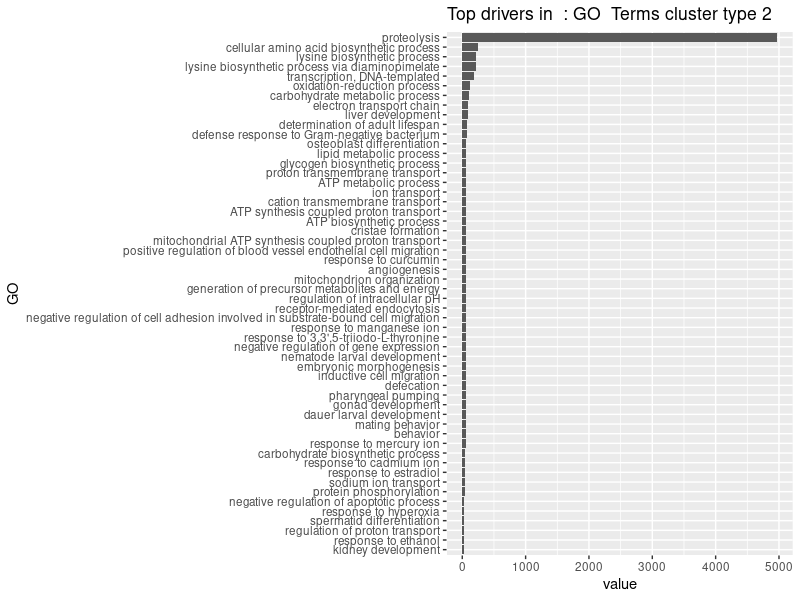 Top drivers in  : GO  Terms cluster type 2
proteolysis
cellular amino acid biosynthetic process
lysine biosynthetic process
lysine biosynthetic process via diaminopimelate
transcription, DNA-templated
oxidation-reduction process
carbohydrate metabolic process
electron transport chain
liver development
determination of adult lifespan
defense response to Gram-negative bacterium
osteoblast differentiation
lipid metabolic process
glycogen biosynthetic process
proton transmembrane transport
ATP metabolic process
ion transport
cation transmembrane transport
ATP synthesis coupled proton transport
ATP biosynthetic process
cristae formation
mitochondrial ATP synthesis coupled proton transport
positive regulation of blood vessel endothelial cell migration
response to curcumin
angiogenesis
mitochondrion organization
generation of precursor metabolites and energy
regulation of intracellular pH
receptor-mediated endocytosis
negative regulation of cell adhesion involved in substrate-bound cell migration
response to manganese ion
response to 3,3',5-triiodo-L-thyronine
negative regulation of gene expression
nematode larval development
embryonic morphogenesis
inductive cell migration
defecation
pharyngeal pumping
gonad development
dauer larval development
mating behavior
behavior
response to mercury ion
carbohydrate biosynthetic process
response to cadmium ion
response to estradiol
sodium ion transport
protein phosphorylation
negative regulation of apoptotic process
response to hyperoxia
spermatid differentiation
regulation of proton transport
response to ethanol
kidney development
GO
0 1000 2000 3000 4000 5000
value